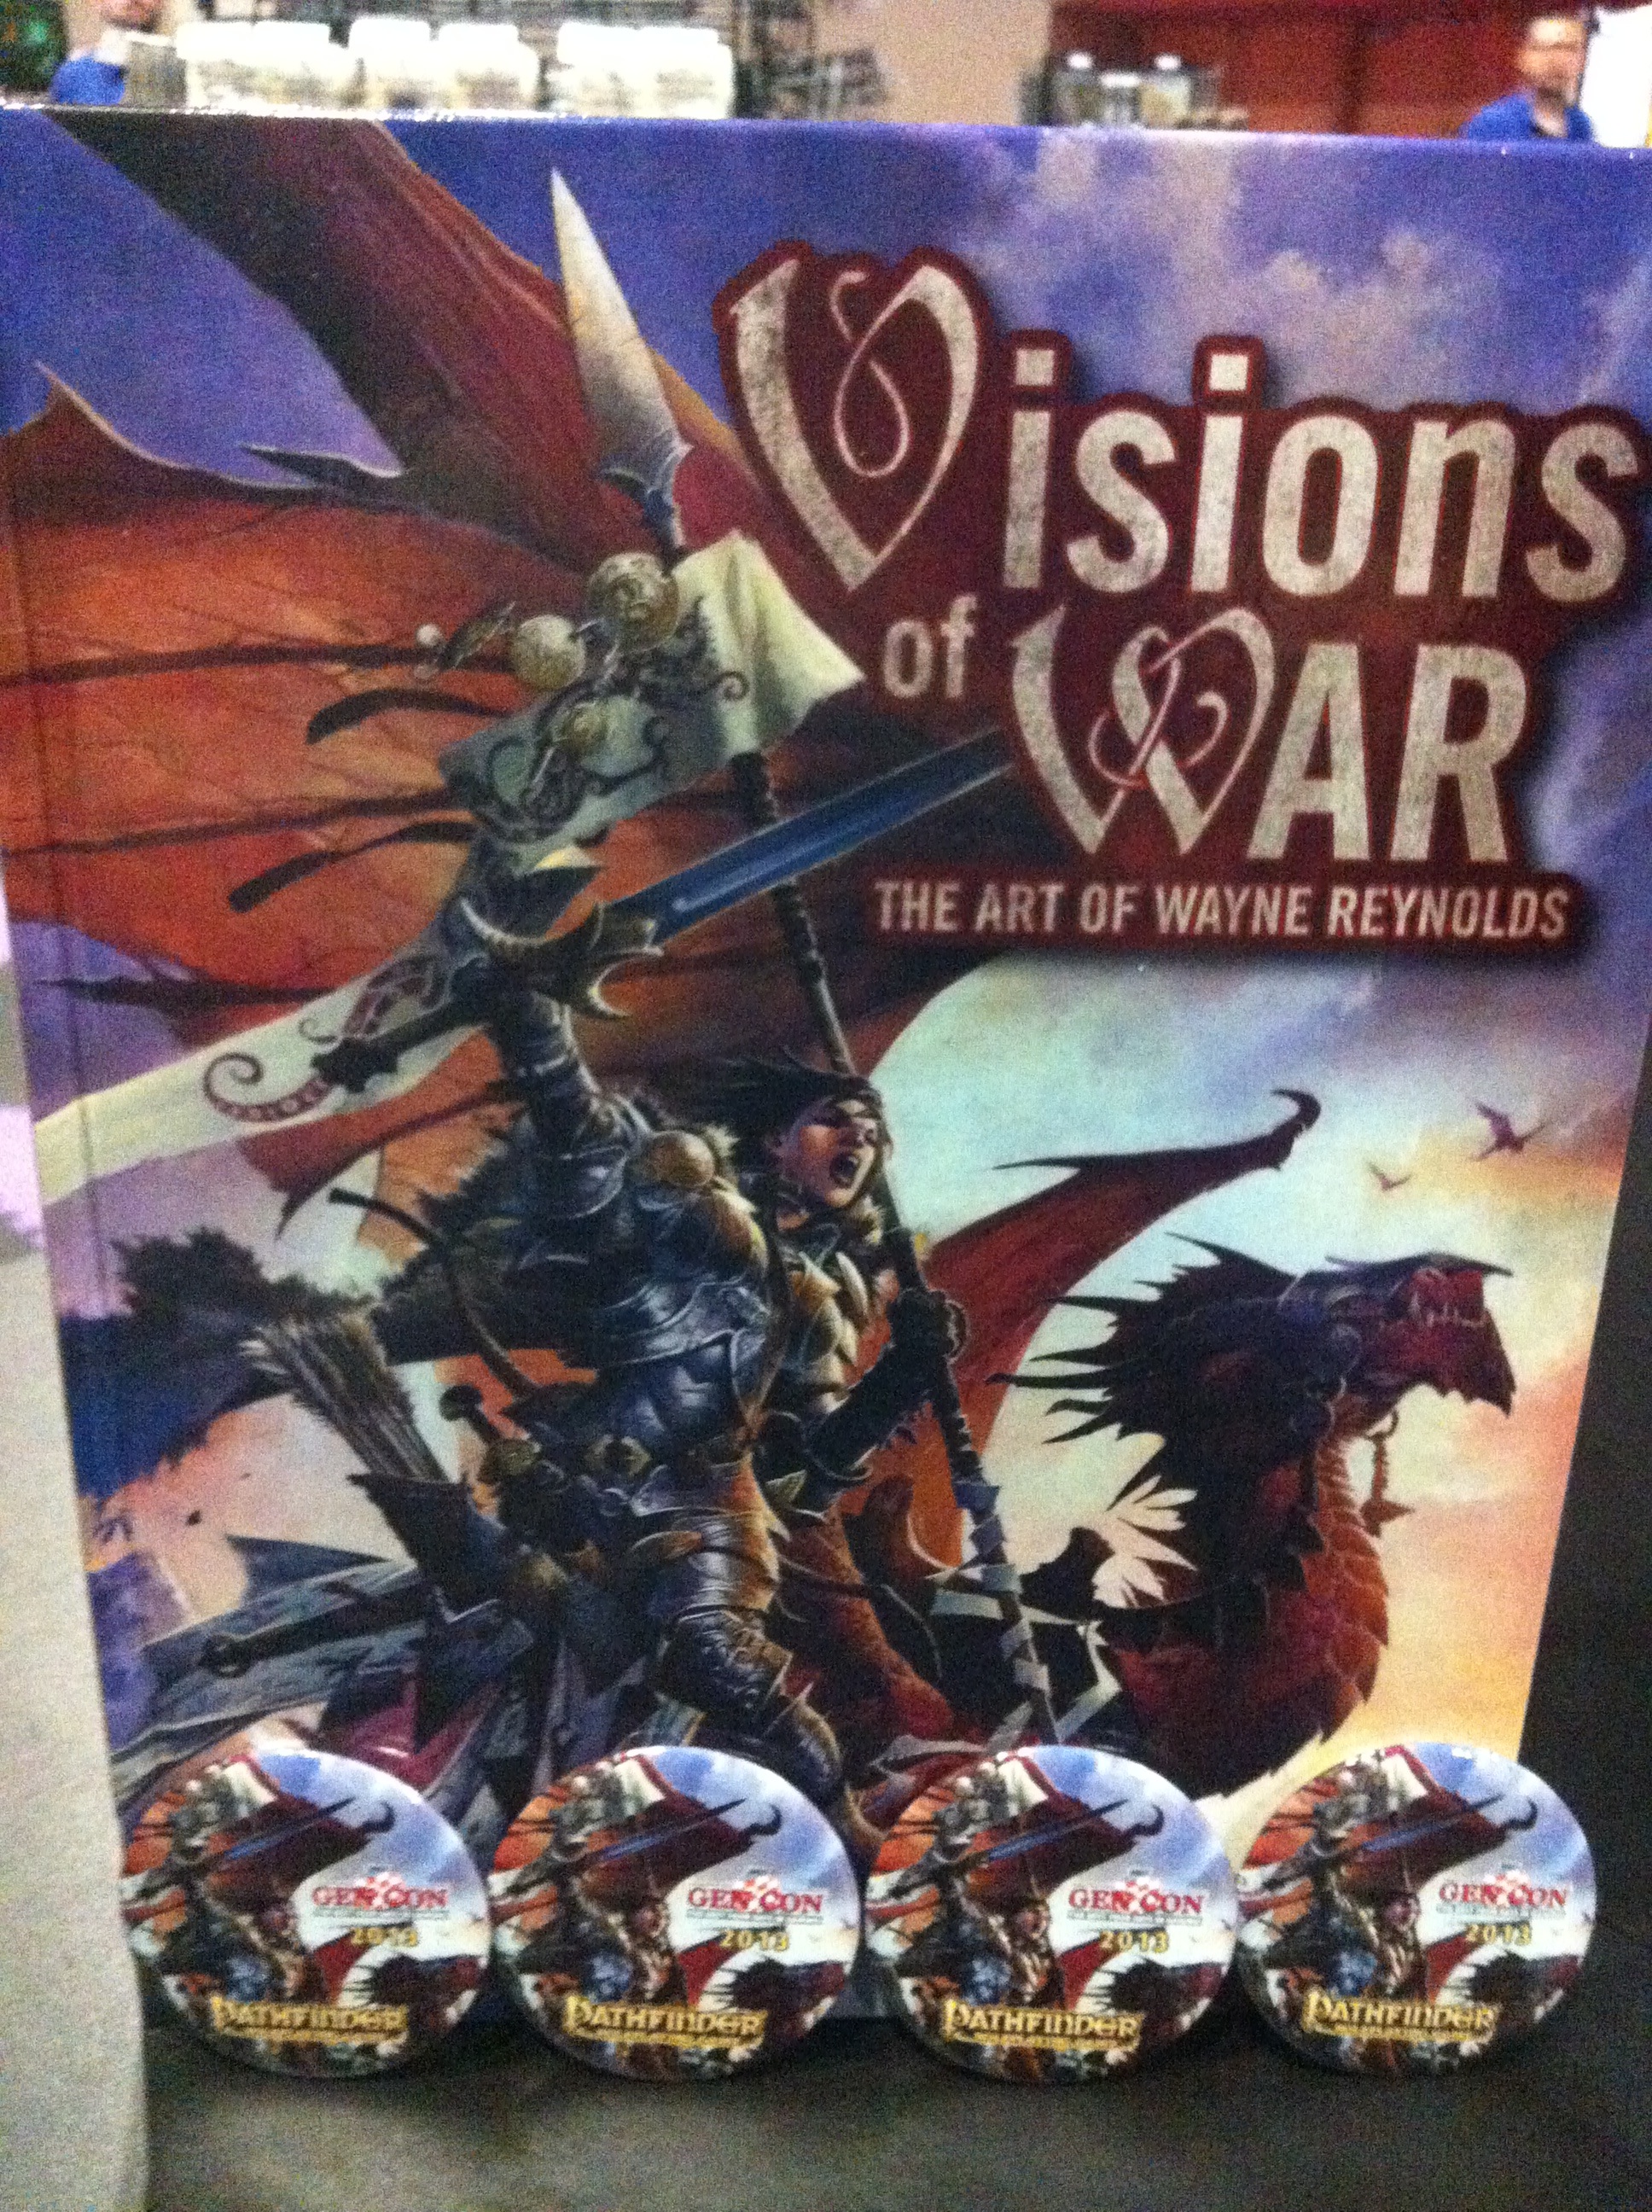 Visions
of WAR
THE ART OF WAYNE REYNOLDS
GEN CON
2013
PATHFINDER
GEN CON
2013
PATHFINDER
GEN CON
2013
PATHFINDER
GEN CON
2013
PATHFINDER